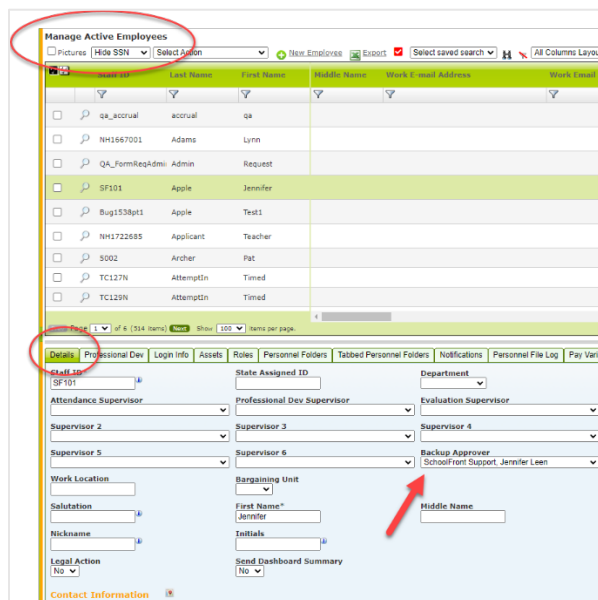 Manage Active Employees
Pictures Hide SSN Select Action New Employee Export Select saved search All Columns Layou
Staff ID Last Name First Name Middle Name Work E-mail Address Work Email
qa_accrual accrual qa
NH1667001 Adams Lynn
QA_FormReqAdmi Admin Request
SF101 Apple Jennifer
Bug1538pt1 Apple Test1
NH1722685 Applicant Teacher
S002 Archer Pat
TC127N AttemptIn Timed
TC129N AttemptIn Timed
Page 1 of 6 (514 items) Next Show 100 items per page.
Details Professional Dev Login Info Assets Roles Personnel Folders Tabbed Personnel Folders Notifications Personnel File Log Pay Vari
Staff ID State Assigned ID Department
SF101
Attendance Supervisor Professional Dev Supervisor Evaluation Supervisor
Supervisor 2 Supervisor 3 Supervisor 4
Supervisor 5 Supervisor 6 Backup Approver
SchoolFront Support, Jennifer Leen
Work Location Bargaining Unit
Salutation First Name* Middle Name
Jennifer
Nickname Initials
Legal Action Send Dashboard Summary
No No
Contact Information